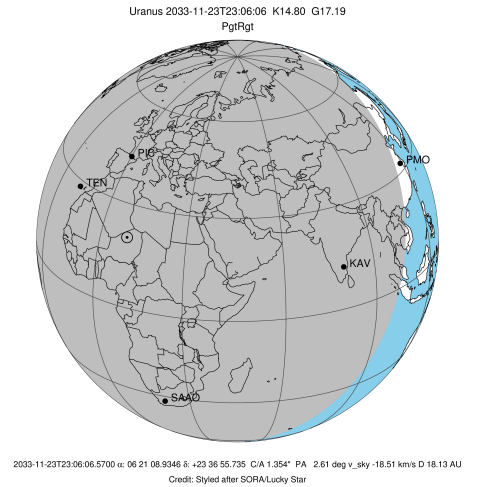 Uranus 2033-11-23T23:06:06 K14.80 G17.19
PgtRgt
PIC
PMO
TEN
KAV
SAAO
2033-11-23T23:06:06.5700 α: 06 21 08.9346 δ: +23 36 55.735 C/A 1.354" PA 2.61 deg v_sky -18.51 km/s D 18.13 AU
Credit: Styled after SORA/Lucky Star